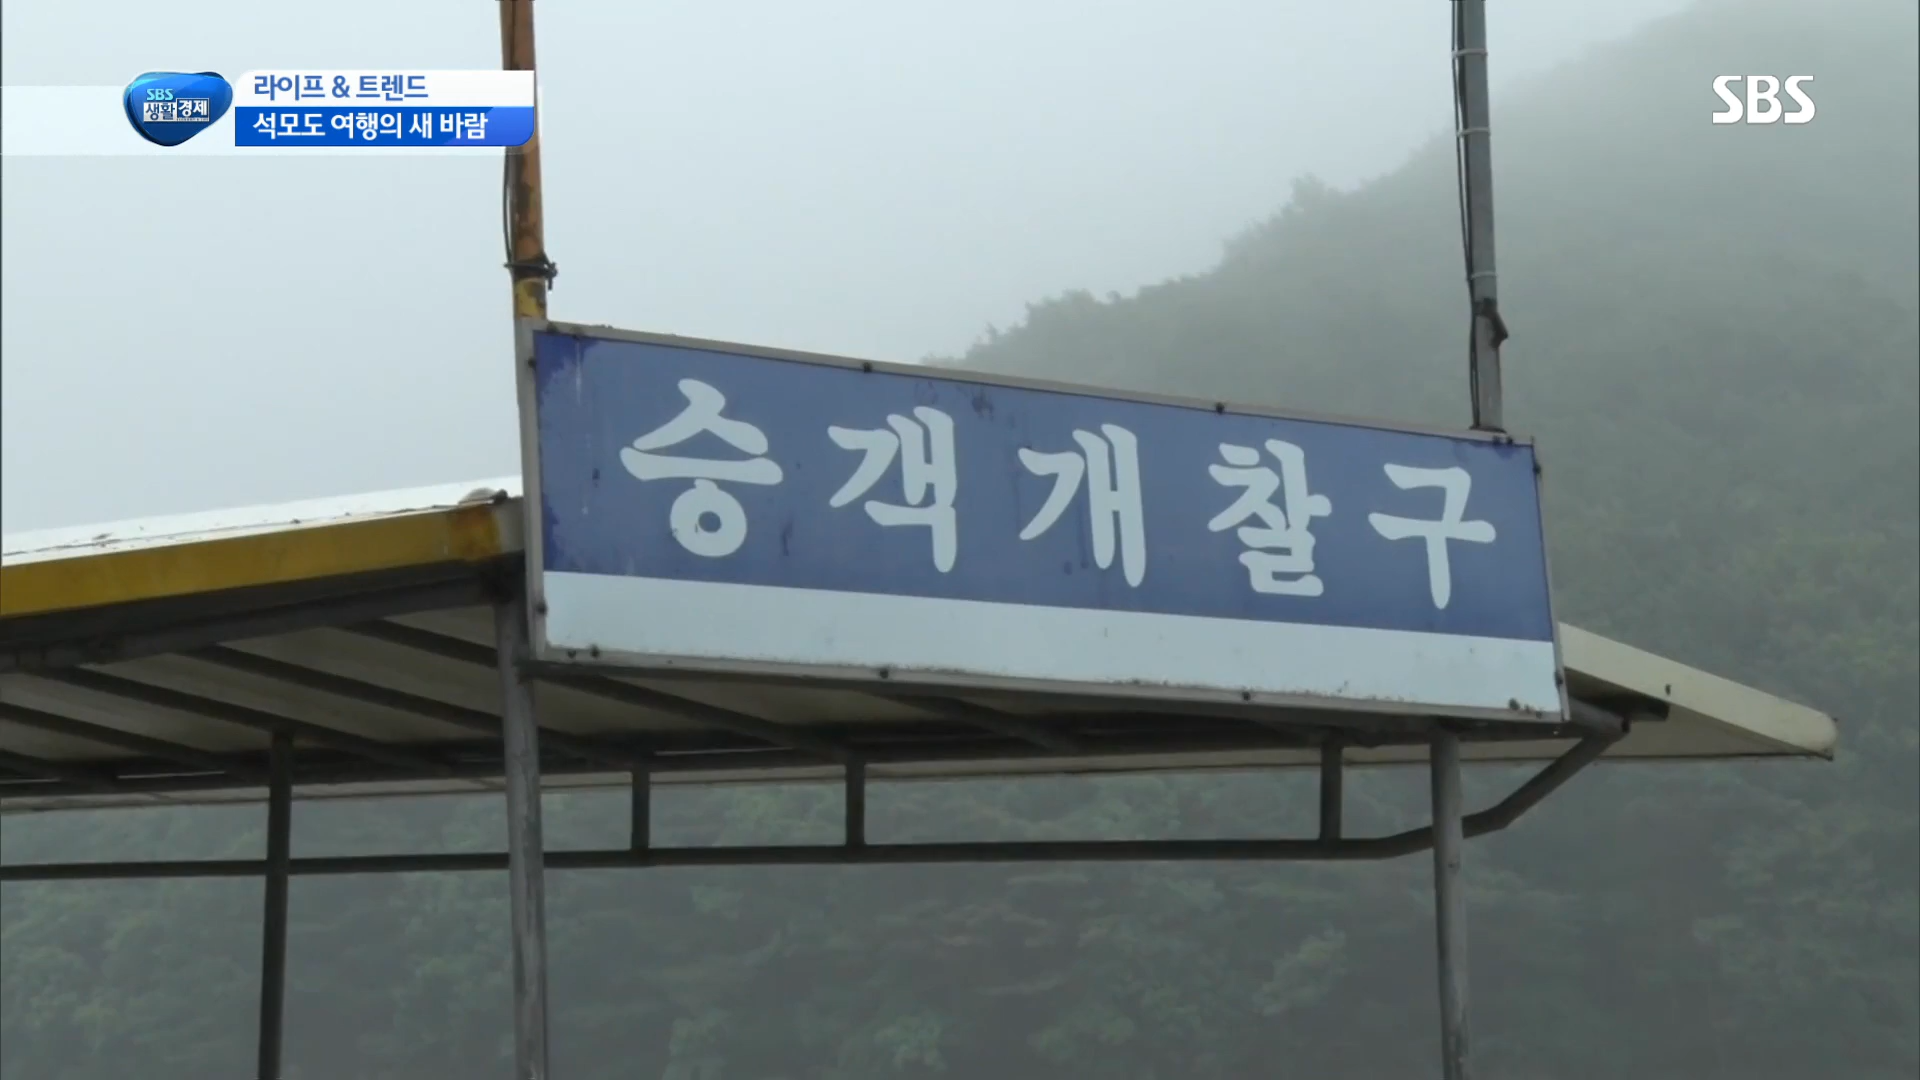 SBS
생활경제
라이프 & 트렌드
석모도 여행의 새 바람
SBS
승객개찰구